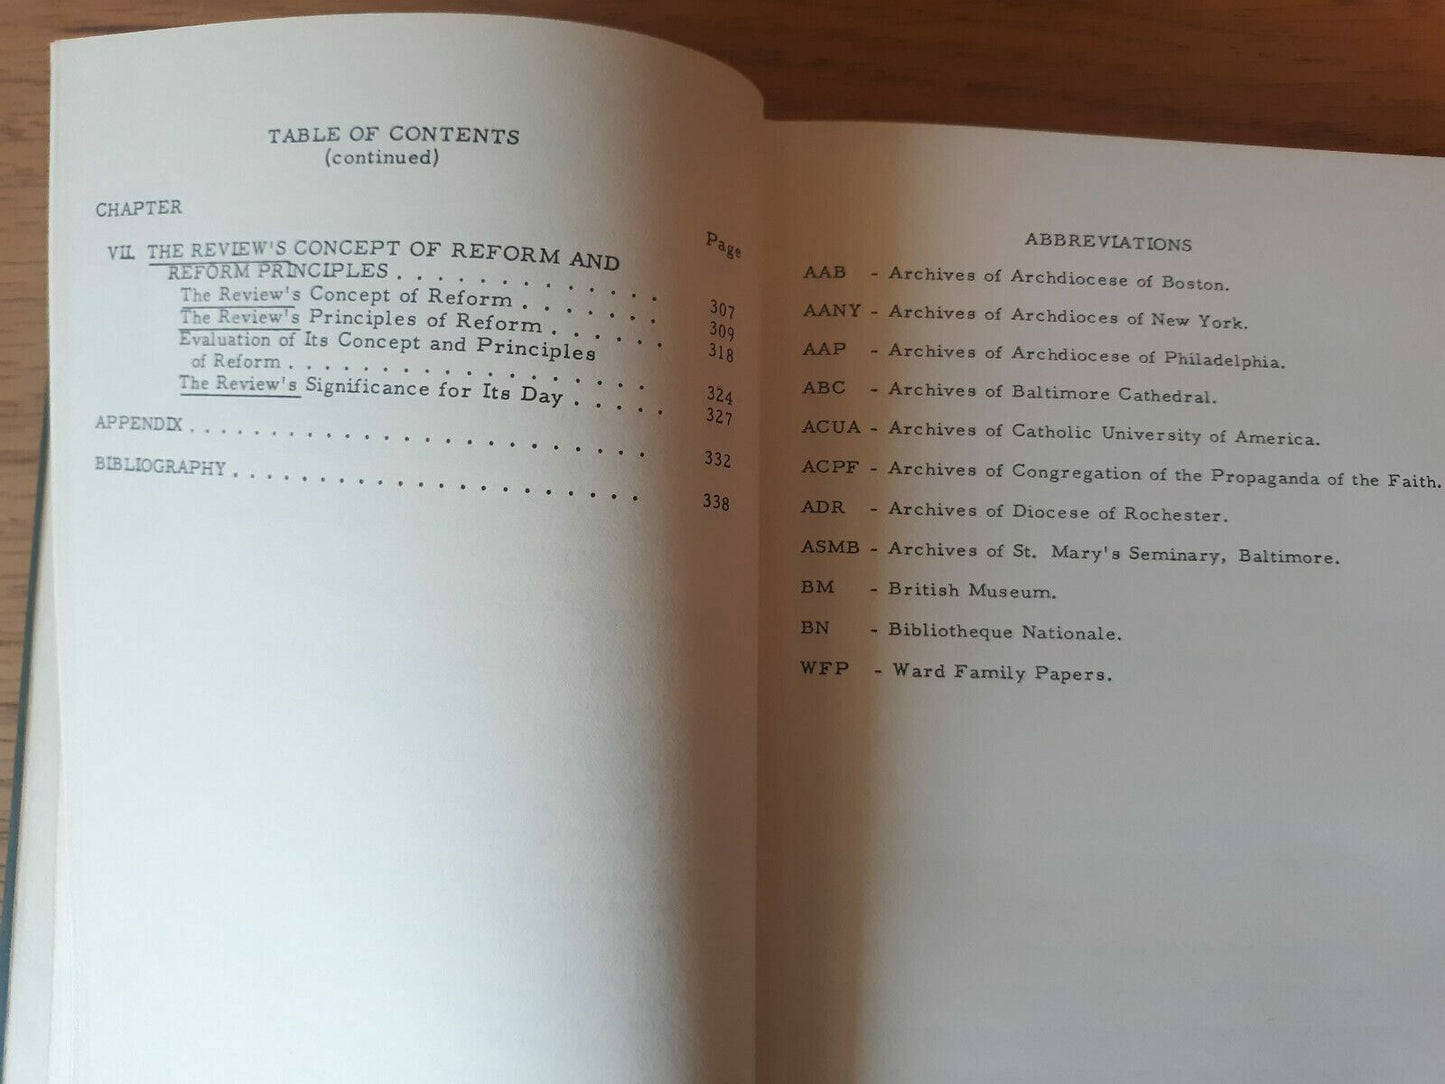 TABLE OF CONTENTS
(continued)
CHAPTER
Page
VII. THE REVIEW'S CONCEPT OF REFORM AND
REFORM PRINCIPLES . . . . . . . . . . . . 307
The Review's Concept of Reform . . . . . . . 309
The Review's Principles of Reform . . . . . . 318
Evaluation of Its Concept and Principles
of Reform . . . . . . . . . . . . . . . . 324
The Review's Significance for Its Day . . . . . 327
APPENDIX . . . . . . . . . . . . . . . . . . . . . 332
BIBLIOGRAPHY . . . . . . . . . . . . . . . . . . . 338
ABBREVIATIONS
AAB - Archives of Archdiocese of Boston.
AANY - Archives of Archdioces of New York.
AAP - Archives of Archdiocese of Philadelphia.
ABC - Archives of Baltimore Cathedral.
ACUA - Archives of Catholic University of America.
ACPF - Archives of Congregation of the Propaganda of the Faith.
ADR - Archives of Diocese of Rochester.
ASMB - Archives of St. Mary's Seminary, Baltimore.
BM - British Museum.
BN - Bibliotheque Nationale.
WFP - Ward Family Papers.